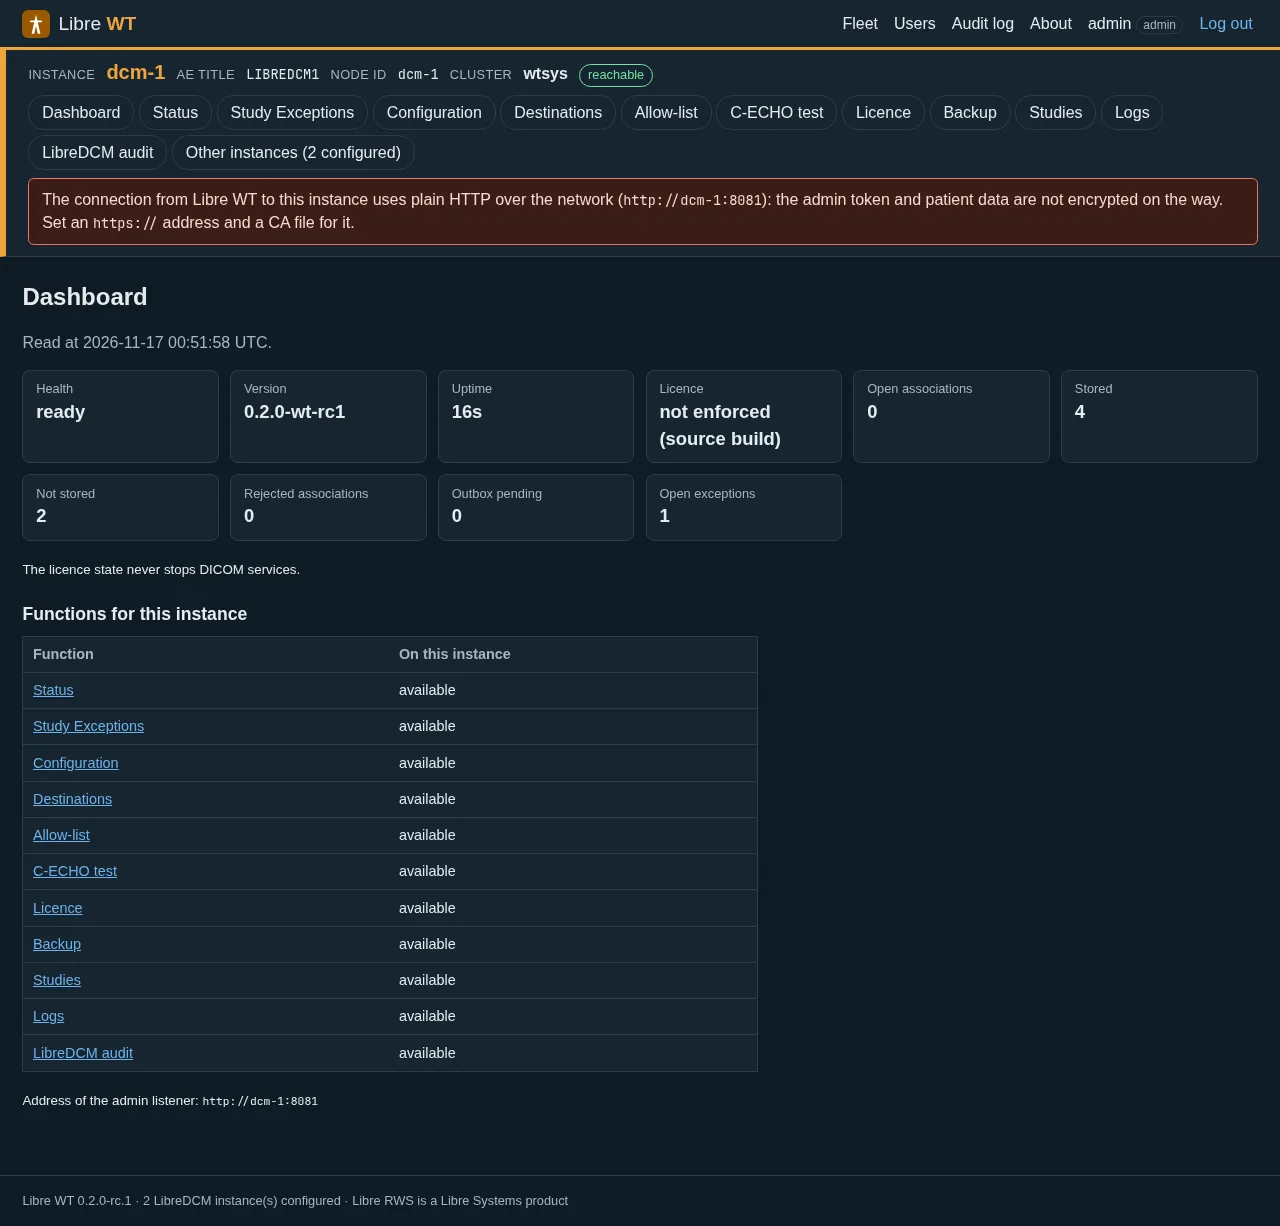 Libre WT
Fleet Users Audit log About admin admin Log out
INSTANCE dcm-1 AE TITLE LIBREDCM1 NODE ID dcm-1 CLUSTER wtsys reachable
Dashboard Status Study Exceptions Configuration Destinations Allow-list C-ECHO test Licence Backup Studies Logs
LibreDCM audit Other instances (2 configured)
The connection from Libre WT to this instance uses plain HTTP over the network (http://dcm-1:8081): the admin token and patient data are not encrypted on the way.
Set an https:// address and a CA file for it.
Dashboard
Read at 2026-11-17 00:51:58 UTC.
Health
ready
Version
0.2.0-wt-rc1
Uptime
16s
Licence
not enforced
(source build)
Open associations
0
Stored
4
Not stored
2
Rejected associations
0
Outbox pending
0
Open exceptions
1
The licence state never stops DICOM services.
Functions for this instance
Function On this instance
Status available
Study Exceptions available
Configuration available
Destinations available
Allow-list available
C-ECHO test available
Licence available
Backup available
Studies available
Logs available
LibreDCM audit available
Address of the admin listener: http://dcm-1:8081
Libre WT 0.2.0-rc.1 · 2 LibreDCM instance(s) configured · Libre RWS is a Libre Systems product